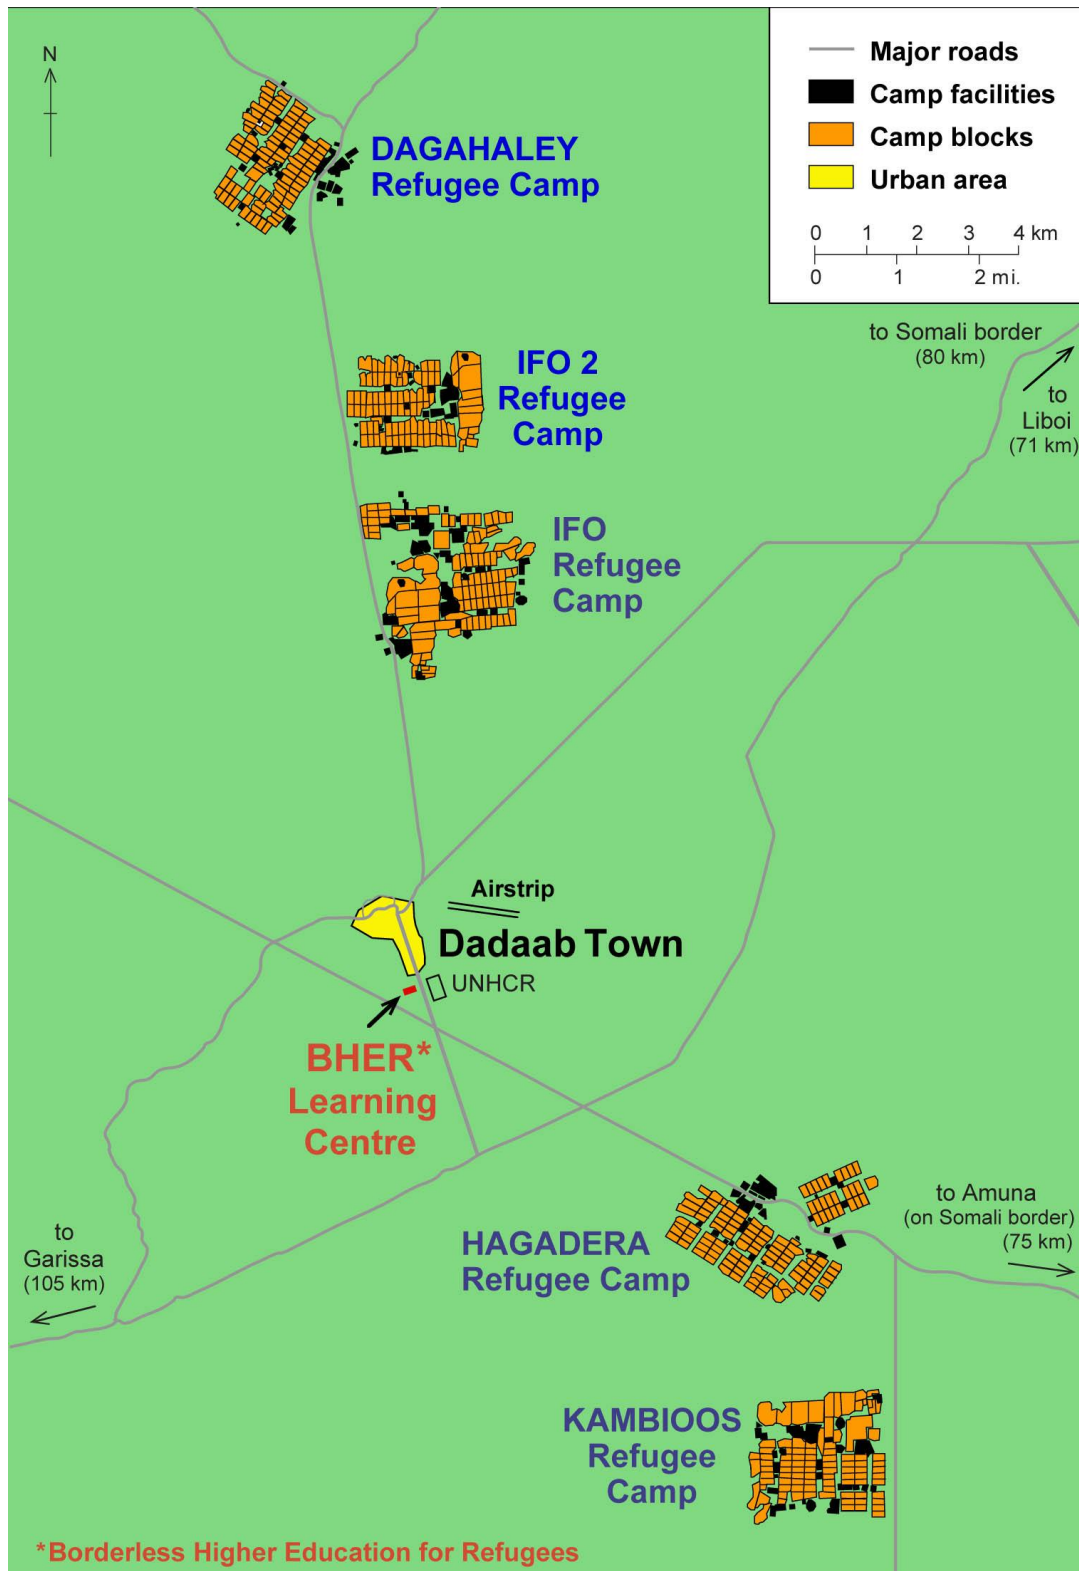 N
Major roads
Camp facilities
Camp blocks
Urban area
0 1 2 3 4 km
0 1 2 mi.
DAGAHALEY
Refugee Camp
to Somali border
(80 km)
to
Liboi
(71 km)
IFO 2
Refugee
Camp
IFO
Refugee
Camp
Airstrip
Dadaab Town
UNHCR
BHER*
Learning
Centre
to Amuna
(on Somali border)
(75 km)
to
Garissa
(105 km)
HAGADERA
Refugee Camp
KAMBIOOS
Refugee
Camp
*Borderless Higher Education for Refugees